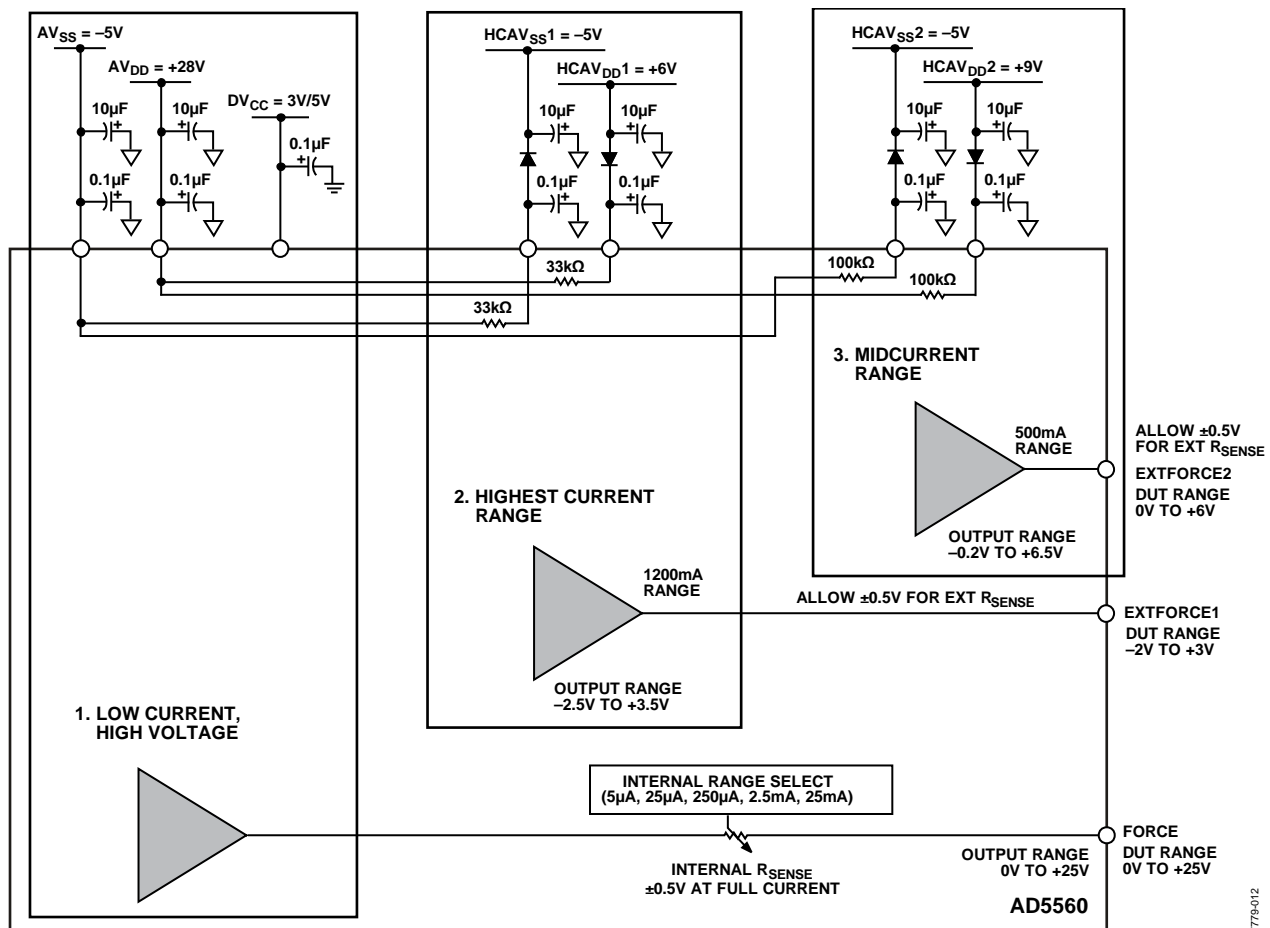 AVSS = –5V
AVDD = +28V
DVCC = 3V/5V
10µF
10µF
0.1µF
0.1µF
0.1µF
HCAVSS1 = –5V
HCAVDD1 = +6V
10µF
10µF
0.1µF
0.1µF
HCAVSS2 = –5V
HCAVDD2 = +9V
10µF
10µF
0.1µF
0.1µF
33kΩ
33kΩ
100kΩ
100kΩ
3. MIDCURRENT
RANGE
500mA
RANGE
OUTPUT RANGE
–0.2V TO +6.5V
ALLOW ±0.5V
FOR EXT RSENSE
EXTFORCE2
DUT RANGE
0V TO +6V
2. HIGHEST CURRENT
RANGE
1200mA
RANGE
OUTPUT RANGE
–2.5V TO +3.5V
ALLOW ±0.5V FOR EXT RSENSE
EXTFORCE1
DUT RANGE
–2V TO +3V
1. LOW CURRENT,
HIGH VOLTAGE
INTERNAL RANGE SELECT
(5µA, 25µA, 250µA, 2.5mA, 25mA)
INTERNAL RSENSE
±0.5V AT FULL CURRENT
OUTPUT RANGE
0V TO +25V
FORCE
DUT RANGE
0V TO +25V
AD5560
779-012